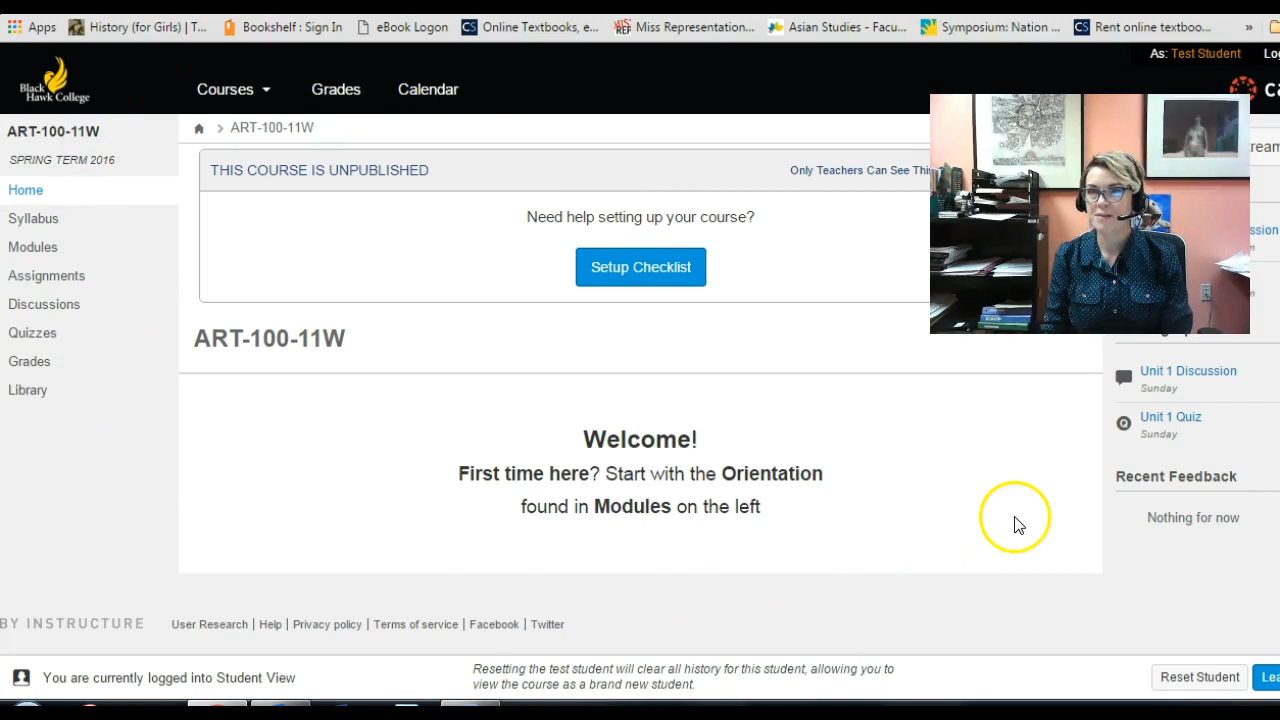 Apps
History (for Girls) | T...
Bookshelf : Sign In
eBook Logon
CS
Online Textbooks, e...
MISS REP
Miss Representation...
Asian Studies - Facu...
Symposium: Nation ...
CS
Rent online textboo...
»
As: Test Student
Black Hawk College
Courses
Grades
Calendar
ART-100-11W
SPRING TERM 2016
Home
Syllabus
Modules
Assignments
Discussions
Quizzes
Grades
Library
> ART-100-11W
THIS COURSE IS UNPUBLISHED
Only Teachers Can See This
Need help setting up your course?
Setup Checklist
ART-100-11W
Welcome!
First time here? Start with the Orientation
found in Modules on the left
Unit 1 Discussion
Sunday
Q
Unit 1 Quiz
Sunday
Recent Feedback
Nothing for now
BY INSTRUCTURE
User Research | Help | Privacy policy | Terms of service | Facebook | Twitter
You are currently logged into Student View
Resetting the test student will clear all history for this student, allowing you to
view the course as a brand new student.
Reset Student